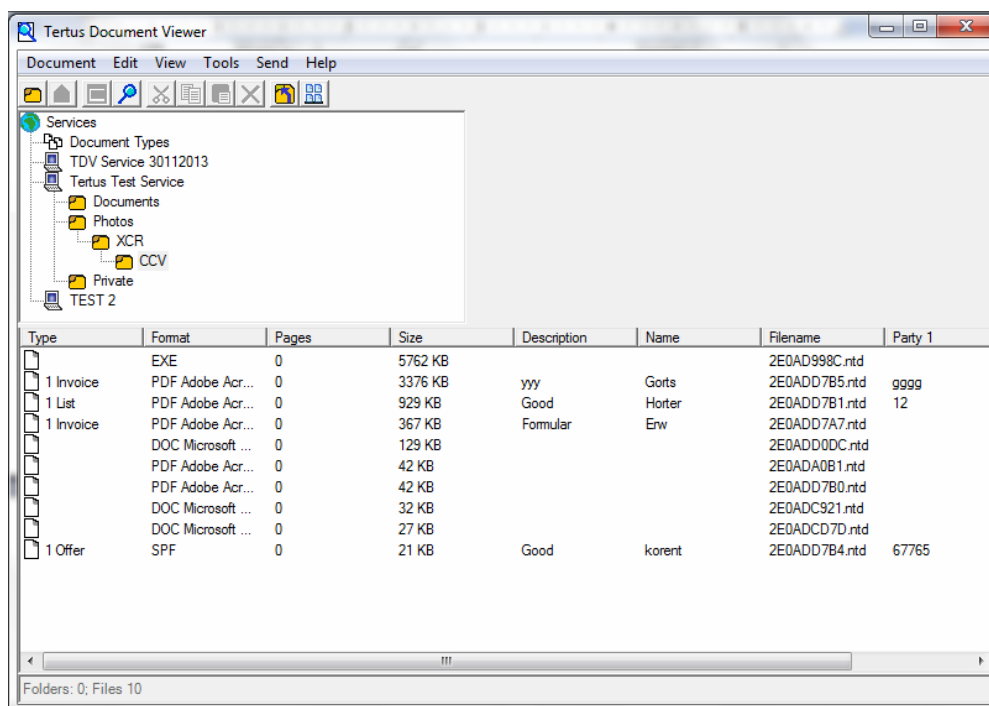 Tertus Document Viewer
Document Edit View Tools Send Help
Services
Document Types
TDV Service 30112013
Tertus Test Service
Documents
Photos
XCR
CCV
Private
TEST 2
Type Format Pages Size Description Name Filename Party 1
EXE 0 5762 KB 2E0AD998C.ntd
1 Invoice PDF Adobe Acr... 0 3376 KB yyy Gorts 2E0ADD7B5.ntd gggg
1 List PDF Adobe Acr... 0 929 KB Good Horter 2E0ADD7B1.ntd 12
1 Invoice PDF Adobe Acr... 0 367 KB Formular Erw 2E0ADD7A7.ntd
DOC Microsoft ... 0 129 KB 2E0ADD0DC.ntd
PDF Adobe Acr... 0 42 KB 2E0ADA0B1.ntd
PDF Adobe Acr... 0 42 KB 2E0ADD7B0.ntd
DOC Microsoft ... 0 32 KB 2E0ADC921.ntd
DOC Microsoft ... 0 27 KB 2E0ADCD7D.ntd
1 Offer SPF 0 21 KB Good korent 2E0ADD7B4.ntd 67765
Folders: 0; Files 10